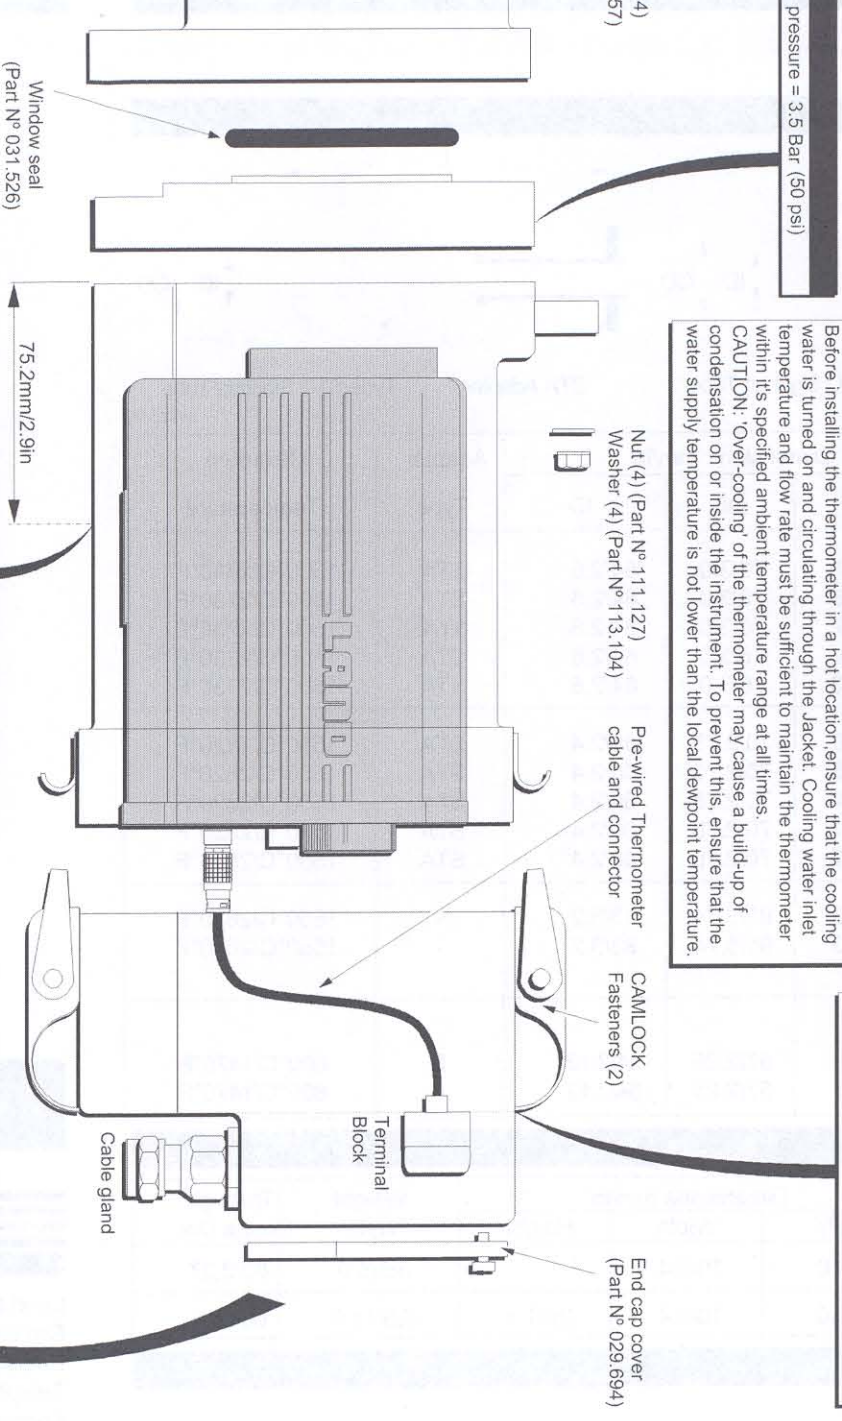 pressure = 3.5 Bar (50 psi)
4)
57)
Before installing the thermometer in a hot location,ensure that the cooling
water is turned on and circulating through the Jacket. Cooling water inlet
temperature and flow rate must be sufficient to maintain the thermometer
within it's specified ambient temperature range at all times.
CAUTION: 'Over-cooling' of the thermometer may cause a build-up of
condensation on or inside the instrument. To prevent this, ensure that the
water supply temperature is not lower than the local dewpoint temperature.
Nut (4) (Part Nº 111.127)
Washer (4) (Part Nº 113.104)
Pre-wired Thermometer
cable and connector
CAMLOCK
Fasteners (2)
End cap cover
(Part Nº 029.694)
LAND
Terminal
Block
Cable gland
Window seal
(Part Nº 031.526)
75.2mm/2.9in